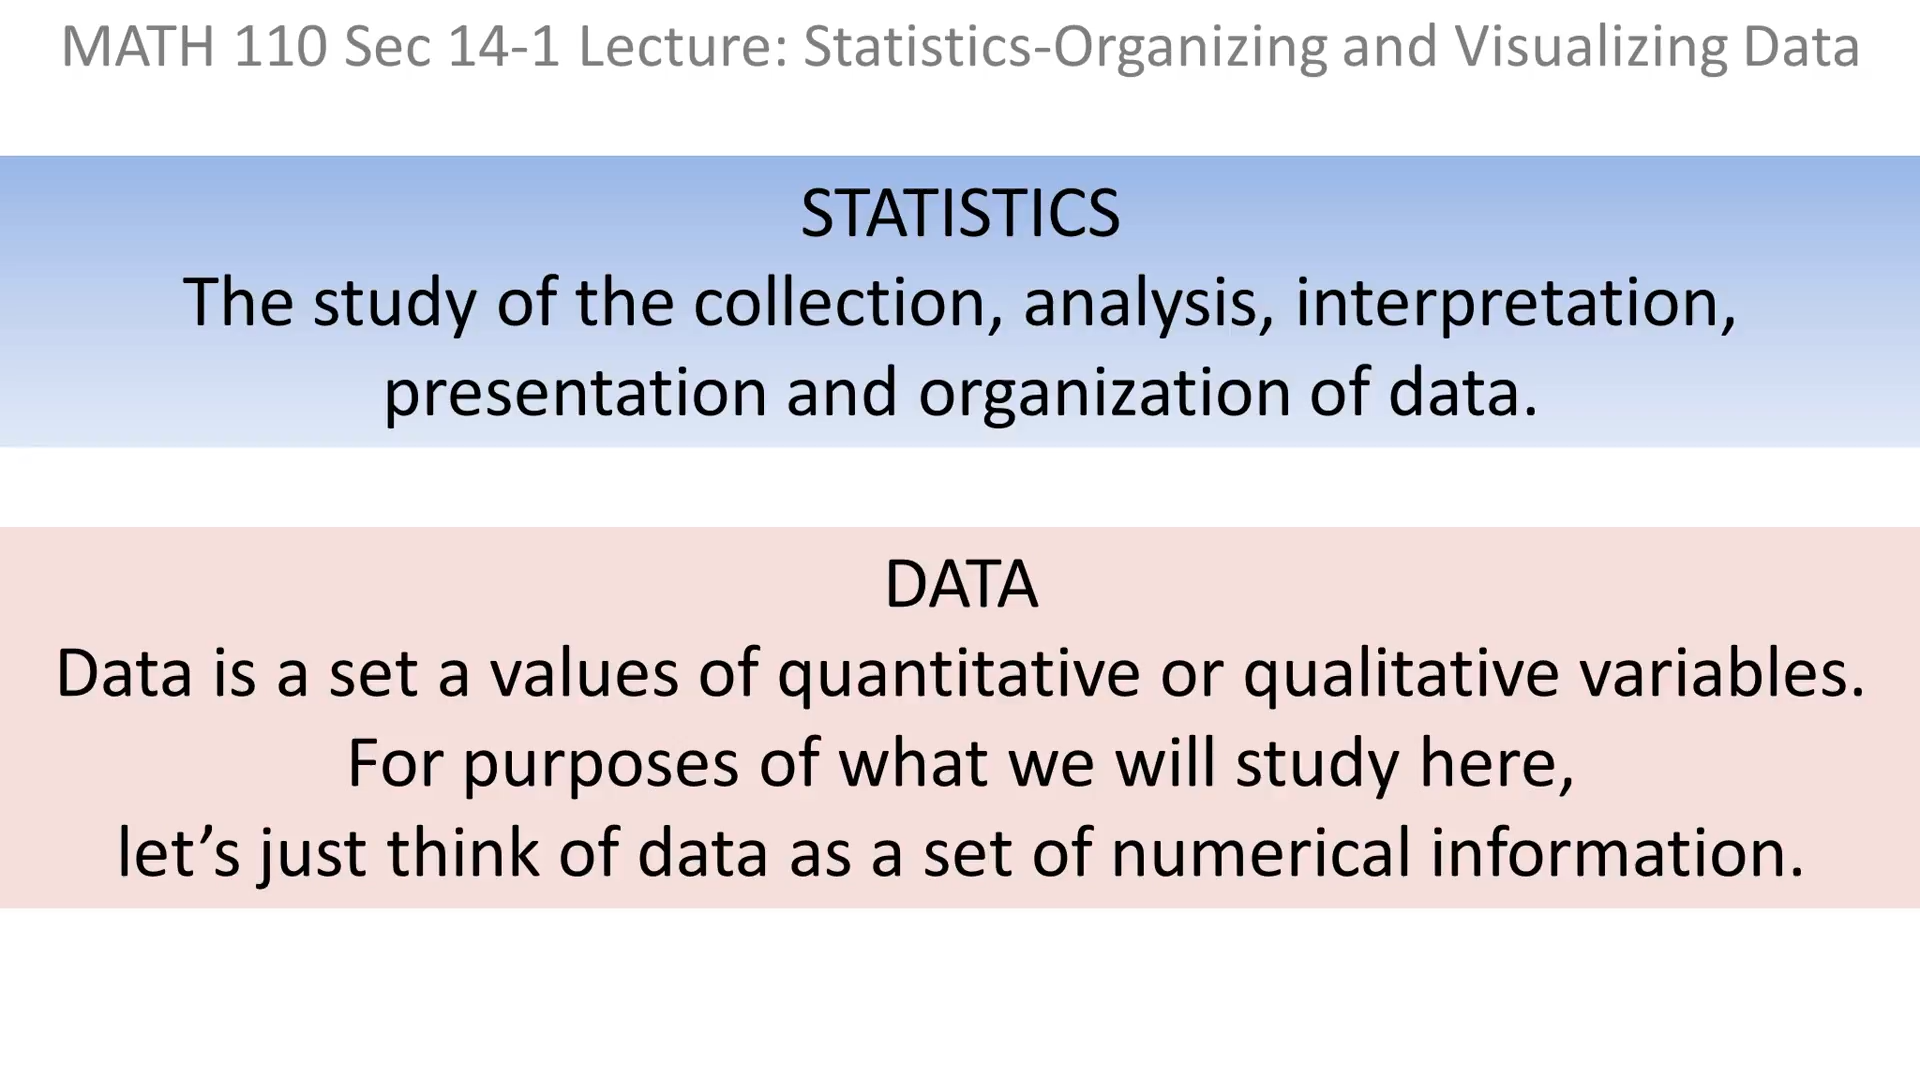 MATH 110 Sec 14-1 Lecture: Statistics-Organizing and Visualizing Data
STATISTICS
The study of the collection, analysis, interpretation,
presentation and organization of data.
DATA
Data is a set a values of quantitative or qualitative variables.
For purposes of what we will study here,
let’s just think of data as a set of numerical information.